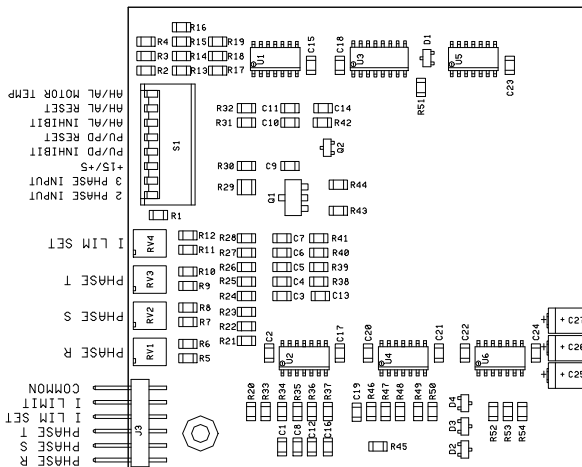 R16
R4 R15 R19
R3 R14 R18
R2 R13 R17
U1 C15 C18 U3 D1 U5 C23
R51
AH/AL MOTOR TEMP
AH/AL RESET
AH/AL INHIBIT
PU/PD RESET
PU/PD INHIBIT
+15/+5
3 PHASE INPUT
2 PHASE INPUT
S1
R32 C11 C14
R31 C10 R42
Q2
R30 C9
R29 Q1 R44
R1 R43
I LIM SET RV4 R12 R28 C7 R41
R11 R27 C6 R40
PHASE T RV3 R10 R26 C5 R39
R9 R25 C4 R38
R24 C3 C13
PHASE S RV2 R8 R23
R7 R22
R21
PHASE R RV1 R6
R5
C2 U2 C17 C20 U4 C21 C22 U6 C24
+ C27
+ C26
+ C25
COMMON
I LIMIT
I LIM SET
PHASE T
PHASE S
PHASE R
J3
R20 R33 R34 R35 R36 R37 C19 R46 R47 R48 R49 R50 D4 R52 R53 R54
D3
C1 C8 C12 C16 R45 D2